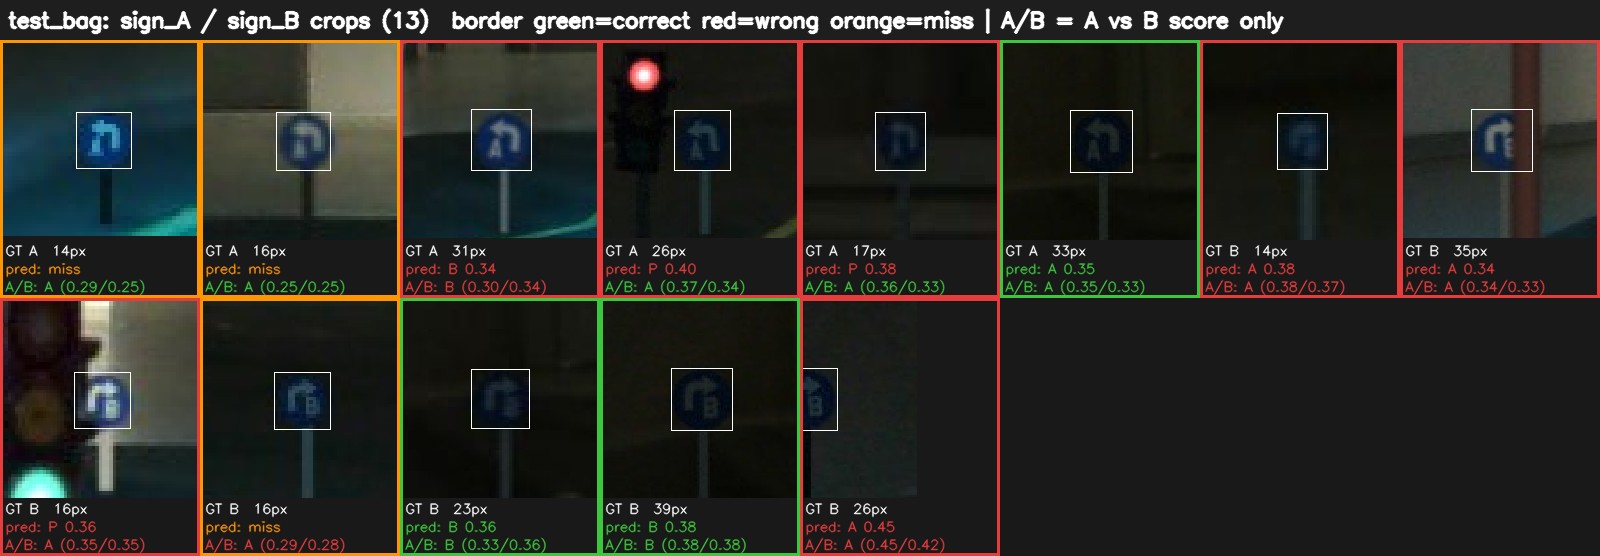 test_bag: sign_A / sign_B crops (13)  border green=correct red=wrong orange=miss | A/B = A vs B score only
A
A
A
A
B
B
B
B
B
GT A 14px
pred: miss
A/B: A (0.29/0.25)
GT A 16px
pred: miss
A/B: A (0.25/0.25)
GT A 31px
pred: B 0.34
A/B: B (0.30/0.34)
GT A 26px
pred: P 0.40
A/B: A (0.37/0.34)
GT A 17px
pred: P 0.38
A/B: A (0.36/0.33)
GT A 33px
pred: A 0.35
A/B: A (0.35/0.33)
GT B 14px
pred: A 0.38
A/B: A (0.38/0.37)
GT B 35px
pred: A 0.34
A/B: A (0.34/0.33)
GT B 16px
pred: P 0.36
A/B: A (0.35/0.35)
GT B 16px
pred: miss
A/B: A (0.29/0.28)
GT B 23px
pred: B 0.36
A/B: B (0.33/0.36)
GT B 39px
pred: B 0.38
A/B: B (0.38/0.38)
GT B 26px
pred: A 0.45
A/B: A (0.45/0.42)